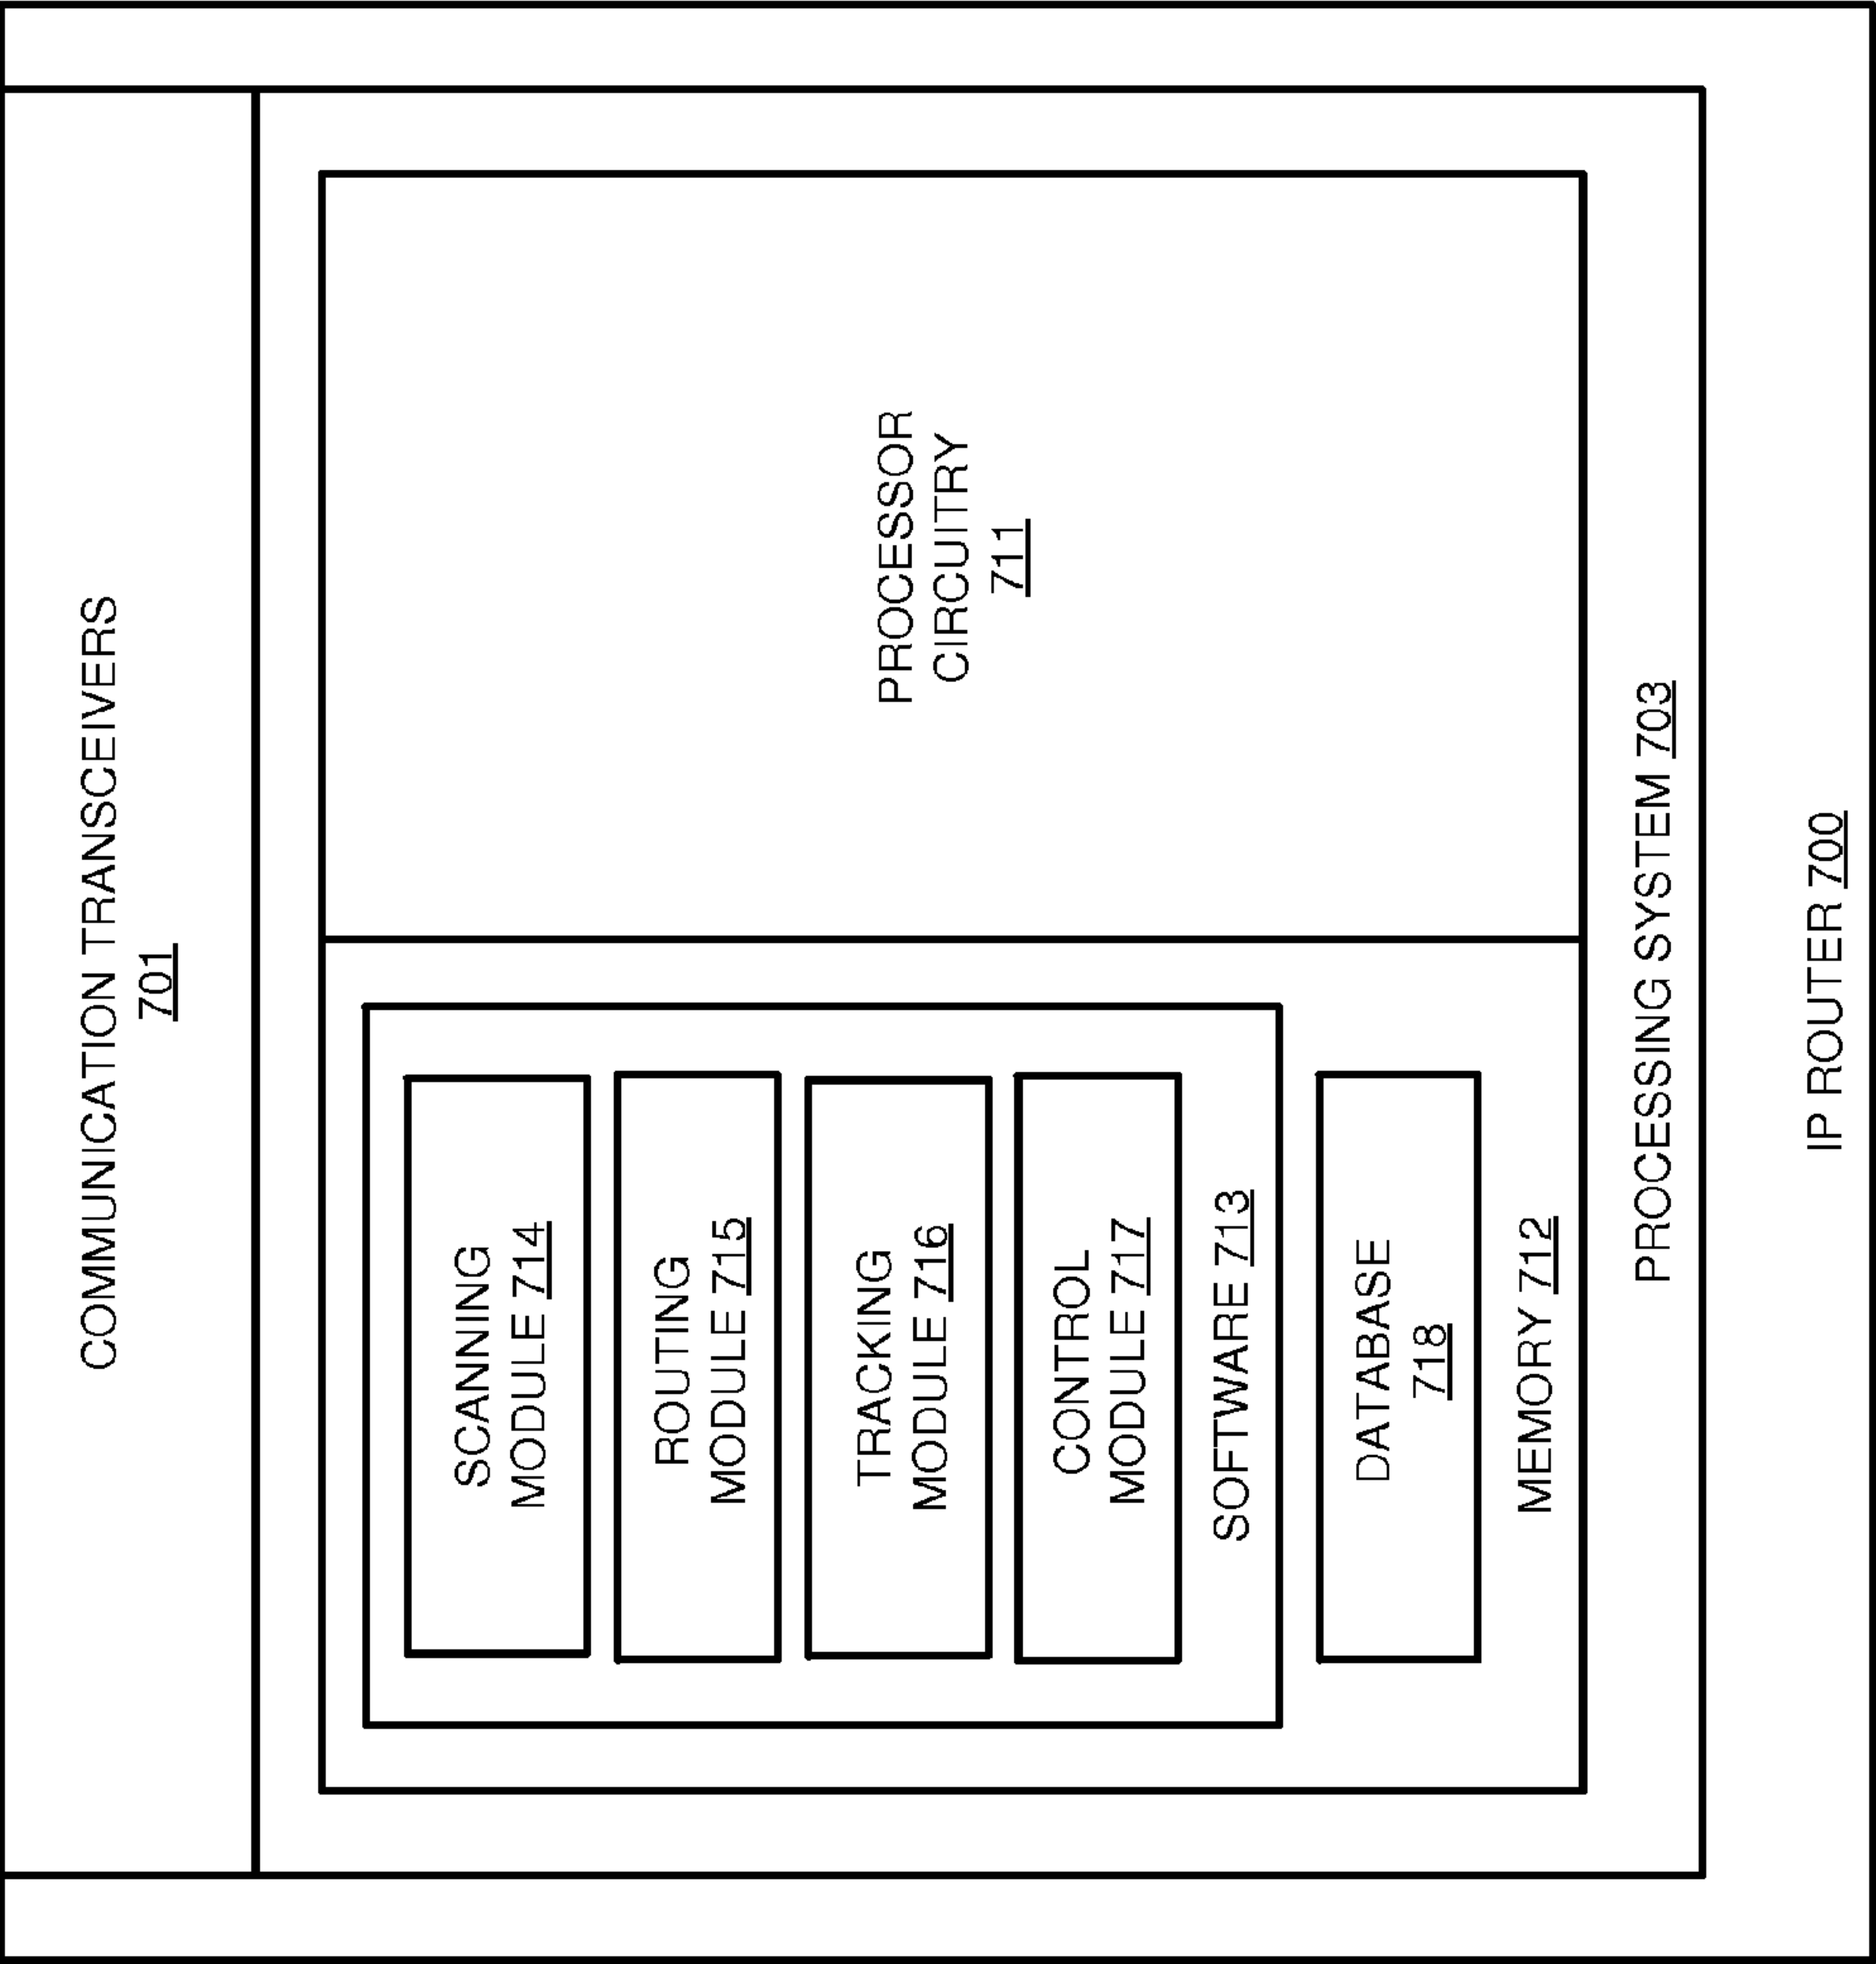 COMMUNICATION TRANSCEIVERS
701
SCANNING
MODULE 714
ROUTING
MODULE 715
TRACKING
MODULE 716
CONTROL
MODULE 717
SOFTWARE 713
DATABASE
718
MEMORY 712
PROCESSOR
CIRCUITRY
711
PROCESSING SYSTEM 703
IP ROUTER 700